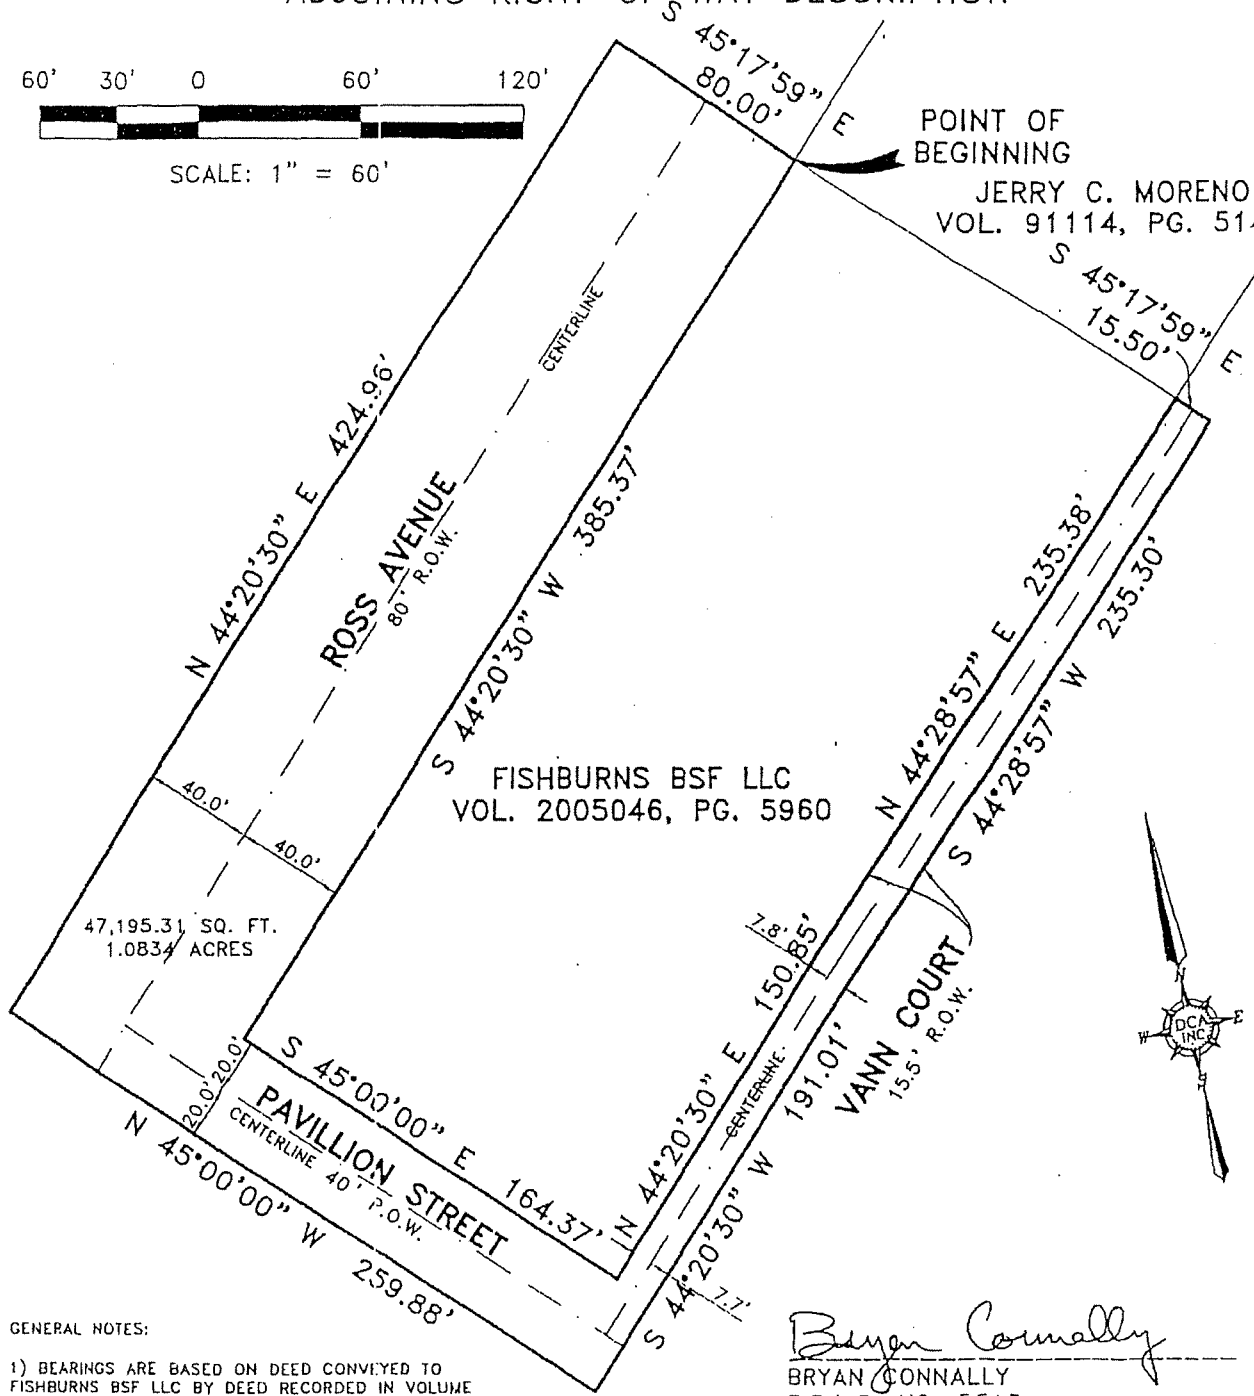 60' 30' 0 60' 120'
SCALE: 1" = 60'
S 45°17'59" E
80.00'
POINT OF
BEGINNING
JERRY C. MORENO
VOL. 91114, PG.
S 45°17'59" E
15.50'
CENTERLINE
N 44°20'30" E 424.96'
ROSS AVENUE
80' R.O.W.
S 44°20'30" W 385.37'
N 44°28'57" E 235.38'
S 44°28'57" W 235.30'
FISHBURNS BSF LLC
VOL. 2005046, PG. 5960
40.0'
40.0'
47,195.31 SQ. FT.
1.0834 ACRES
7.8'
N 44°20'30" E 150.85'
VANN COURT
15.5' R.O.W.
CENTERLINE
S 44°20'30" W 191.01'
20.0'
20.0'
S 45°00'00" E 164.37'
PAVILLION STREET
CENTERLINE 40' R.O.W.
N 45°00'00" W 259.88'
7.7'
N
W E
DCA
INC
S
GENERAL NOTES:
1) BEARINGS ARE BASED ON DEED CONVEYED TO
FISHBURNS BSF LLC BY DEED RECORDED IN VOLUME
Bryan Connally
BRYAN CONNALLY